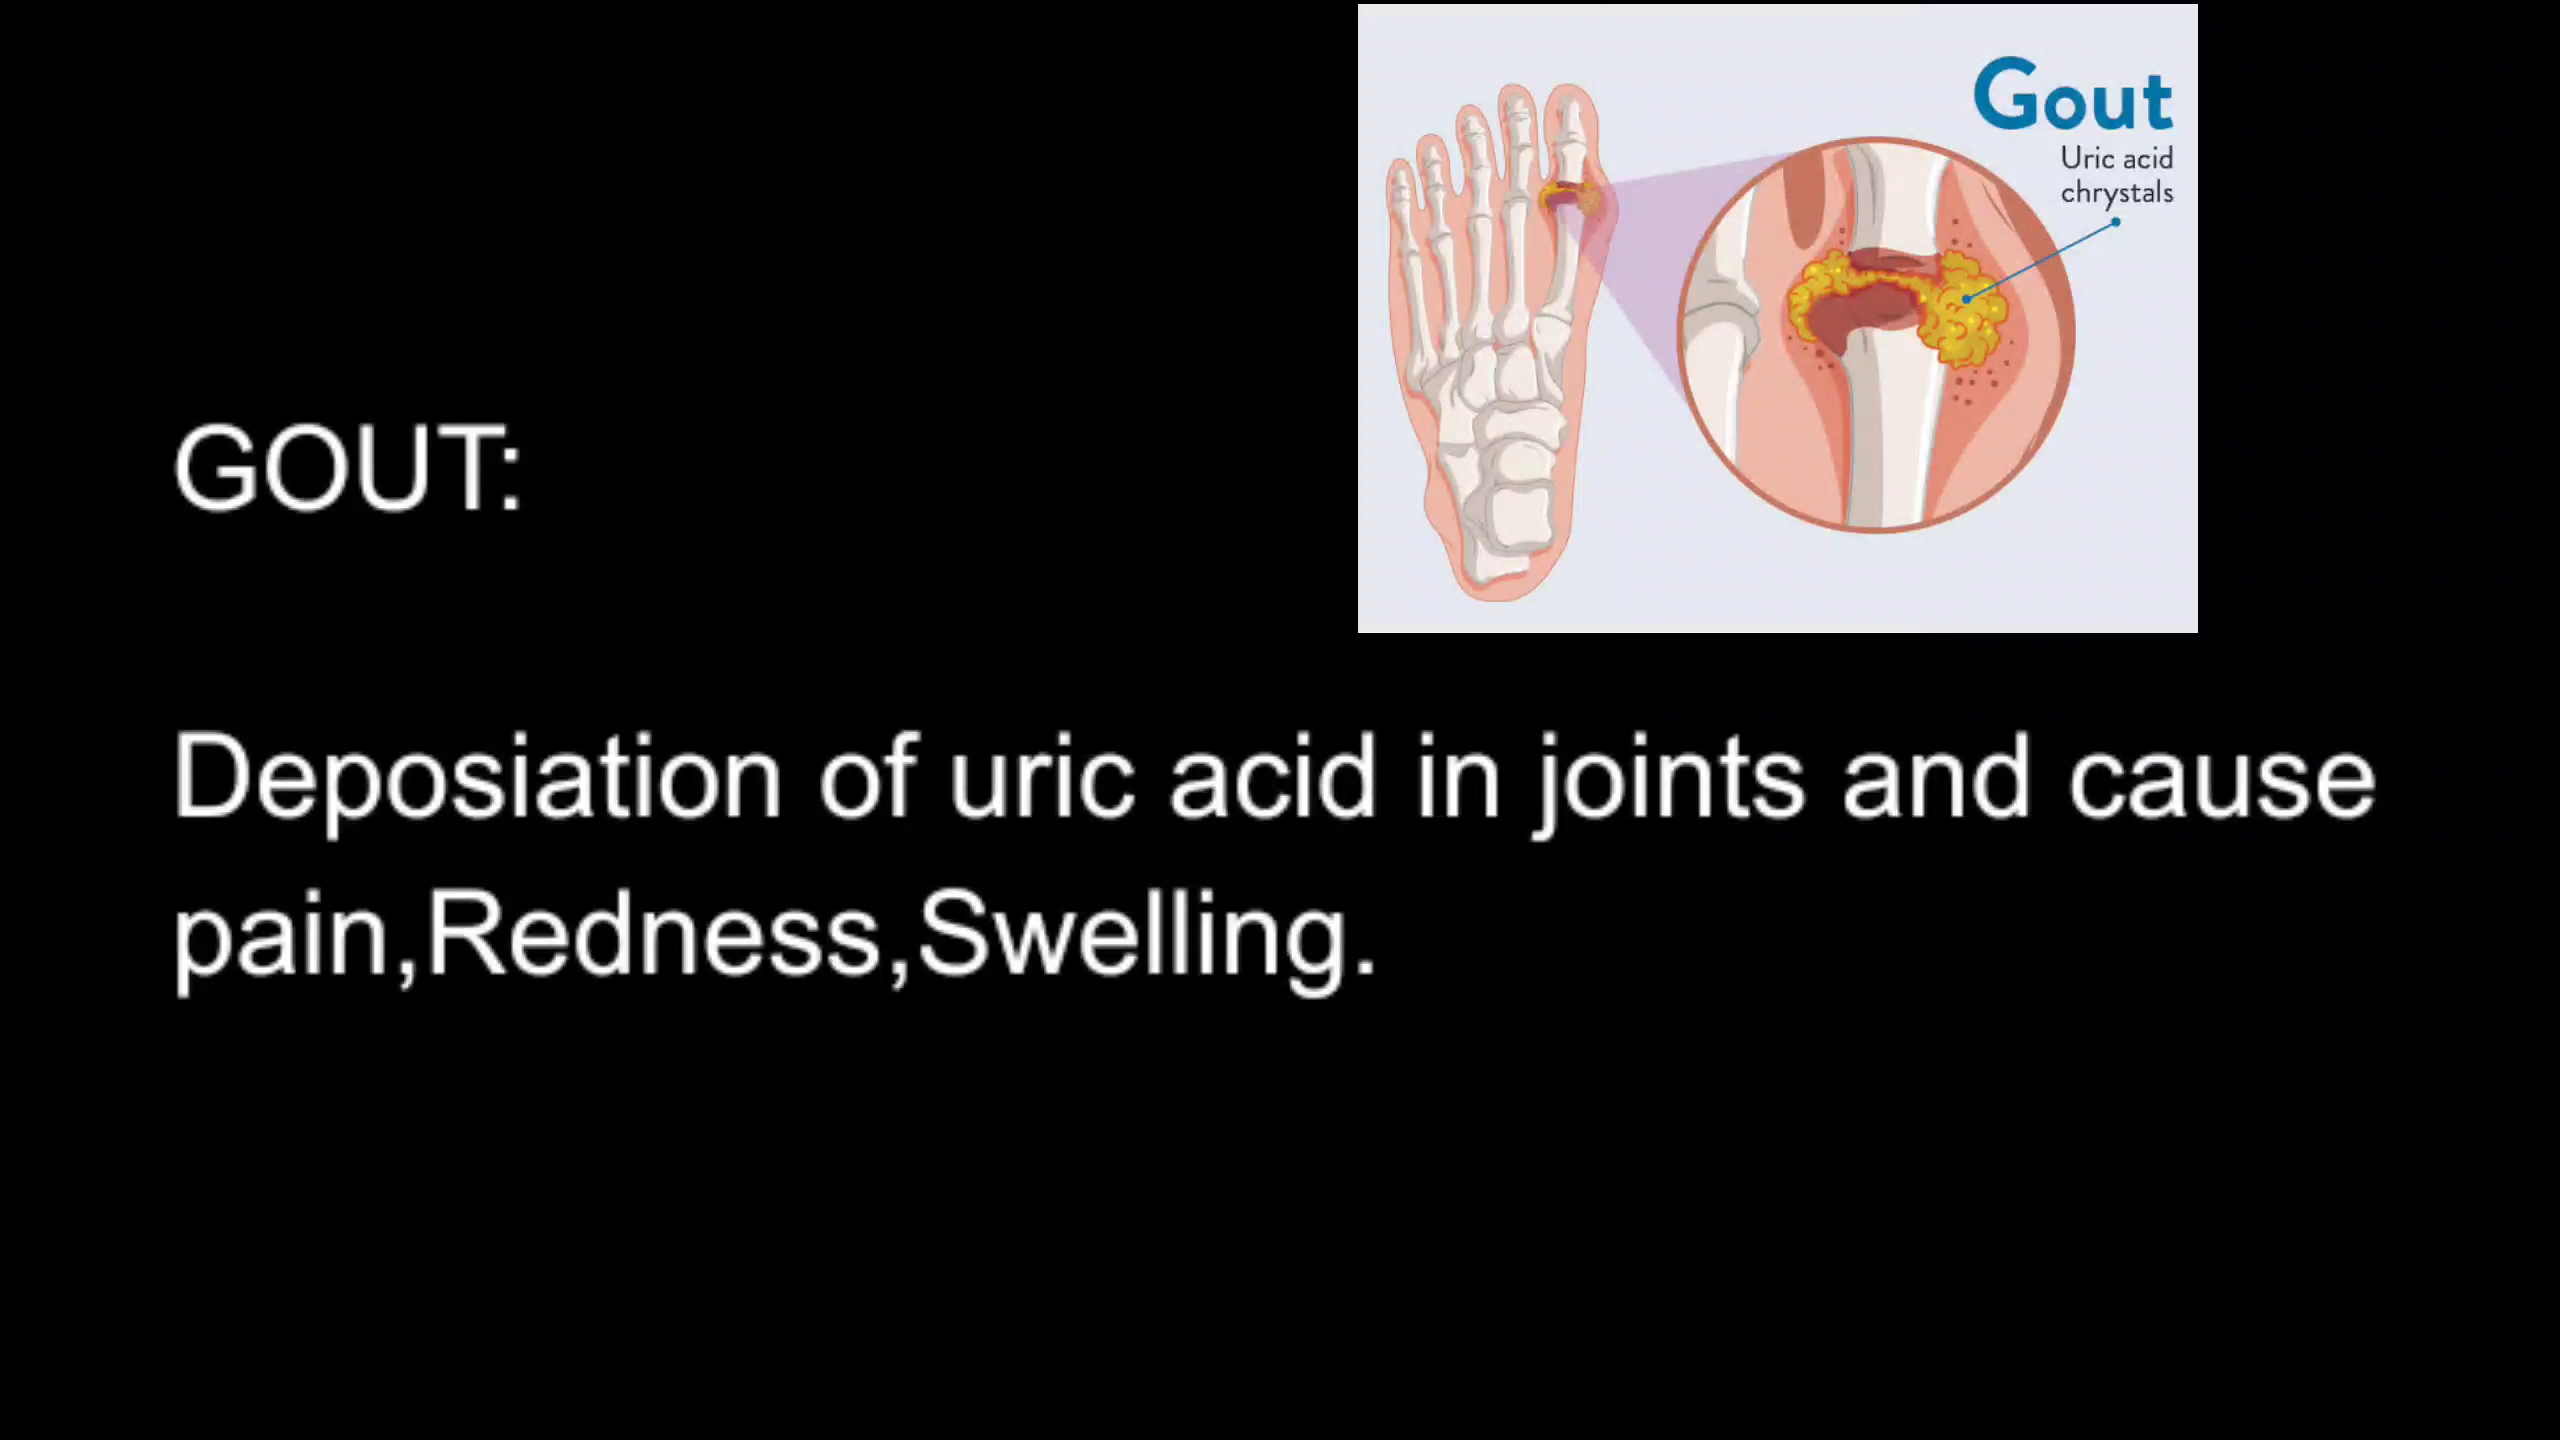 Gout
Uric acid
chrystals
GOUT:
Deposiation of uric acid in joints and cause
pain,Redness,Swelling.